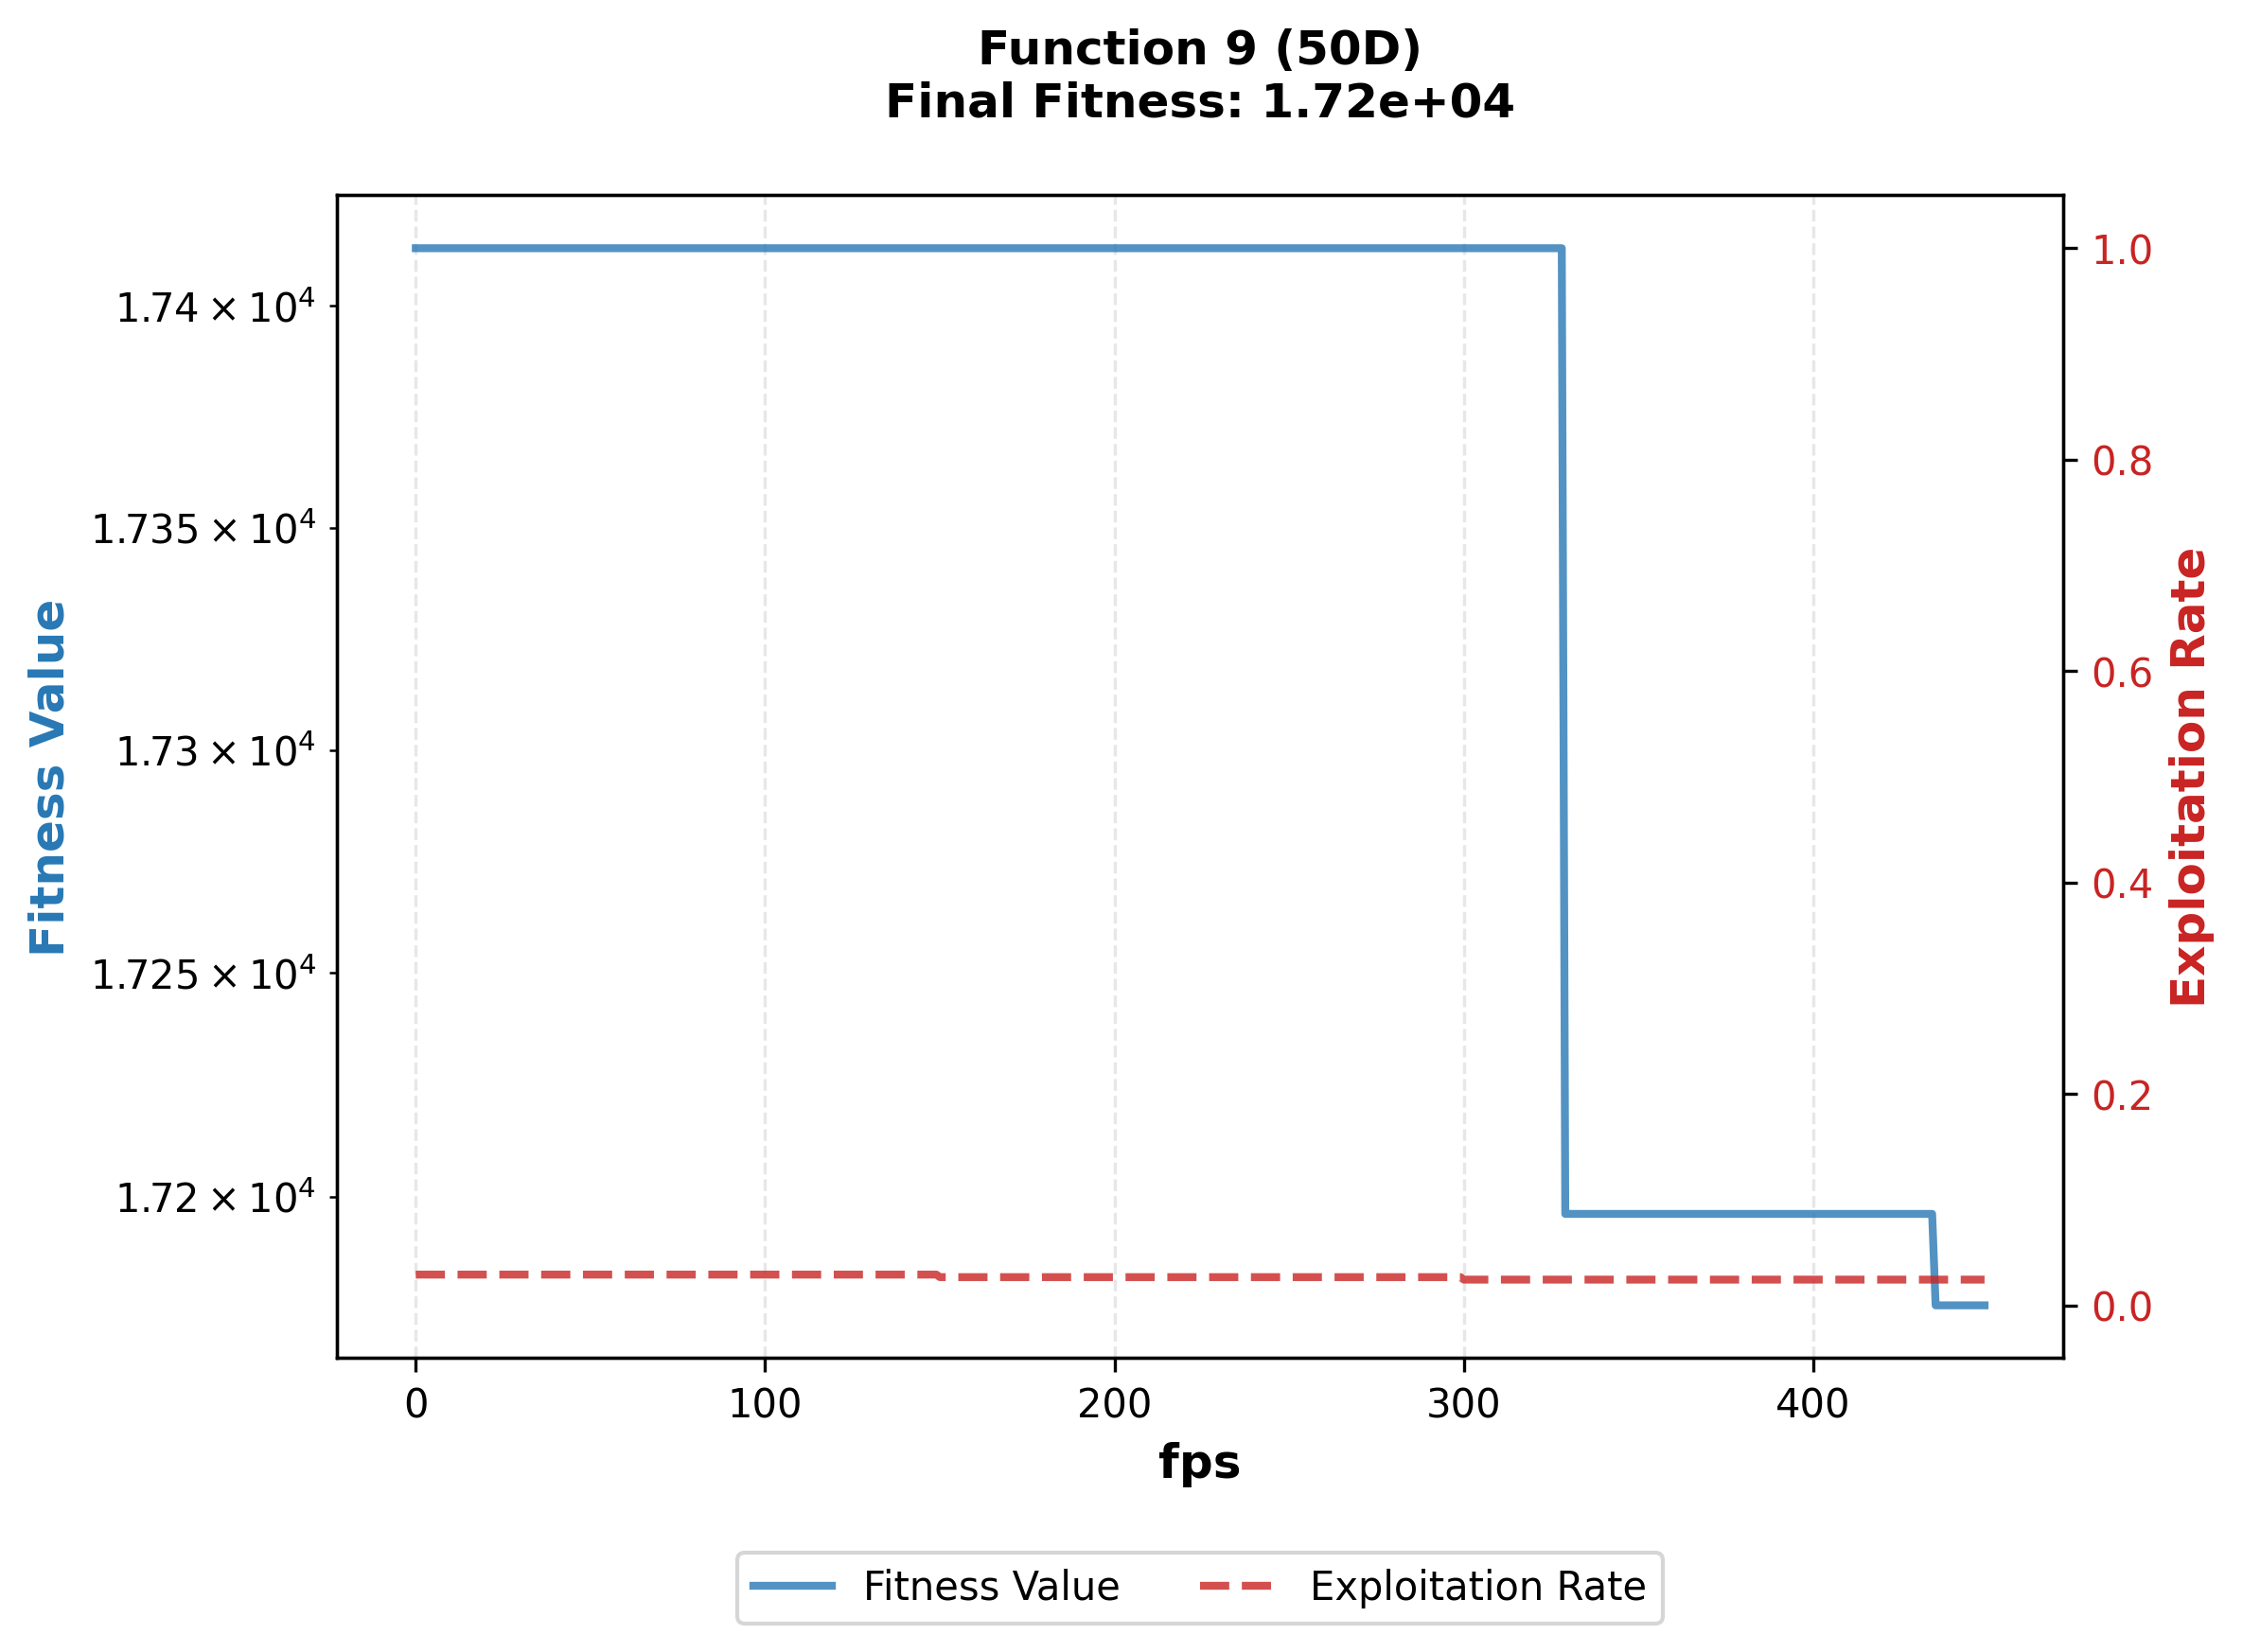 Function 9 (50D)
Final Fitness: 1.72e+04
Fitness Value
1.74 × 10⁴
1.735 × 10⁴
1.73 × 10⁴
1.725 × 10⁴
1.72 × 10⁴
1.0
0.8
0.6
0.4
0.2
0.0
Exploitation Rate
0 100 200 300 400
fps
Fitness Value Exploitation Rate